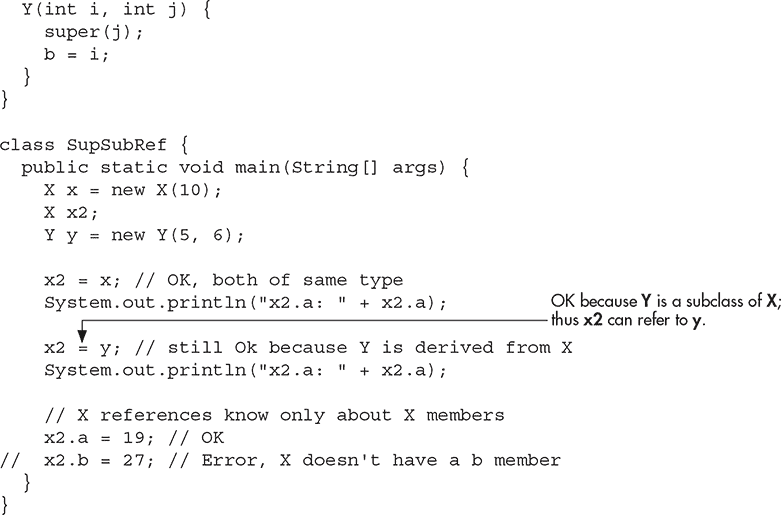 Y(int i, int j) {
    super(j);
    b = i;
  }
}

class SupSubRef {
  public static void main(String[] args) {
    X x = new X(10);
    X x2;
    Y y = new Y(5, 6);

    x2 = x; // OK, both of same type
    System.out.println("x2.a: " + x2.a);
OK because Y is a subclass of X;
thus x2 can refer to y.

    x2 = y; // still Ok because Y is derived from X
    System.out.println("x2.a: " + x2.a);

    // X references know only about X members
    x2.a = 19; // OK
//  x2.b = 27; // Error, X doesn't have a b member
  }
}